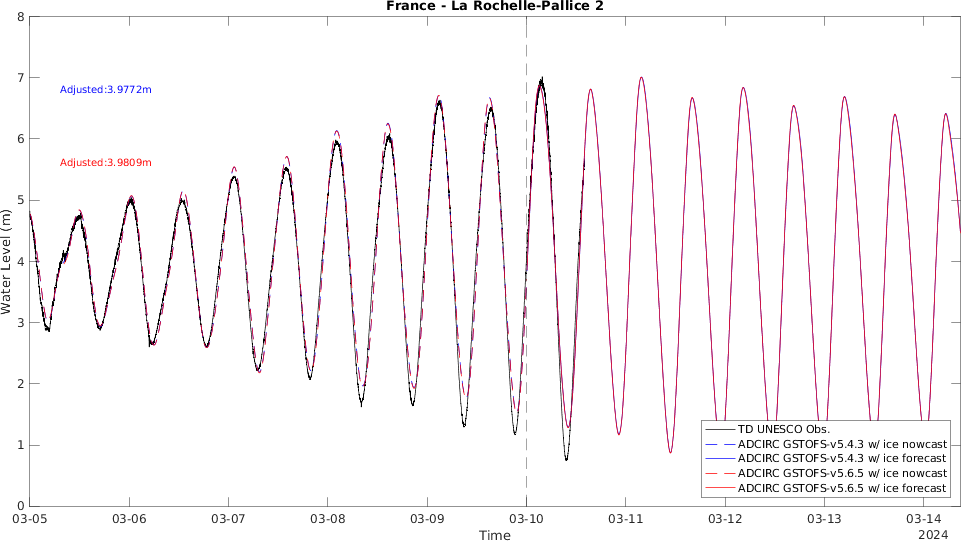 France - La Rochelle-Pallice 2
8
7
6
5
4
3
2
1
0
Water Level (m)
Adjusted:3.9772m
Adjusted:3.9809m
TD UNESCO Obs.
ADCIRC GSTOFS-v5.4.3 w/ ice nowcast
ADCIRC GSTOFS-v5.4.3 w/ ice forecast
ADCIRC GSTOFS-v5.6.5 w/ ice nowcast
ADCIRC GSTOFS-v5.6.5 w/ ice forecast
03-05 03-06 03-07 03-08 03-09 03-10 03-11 03-12 03-13 03-14
Time
2024